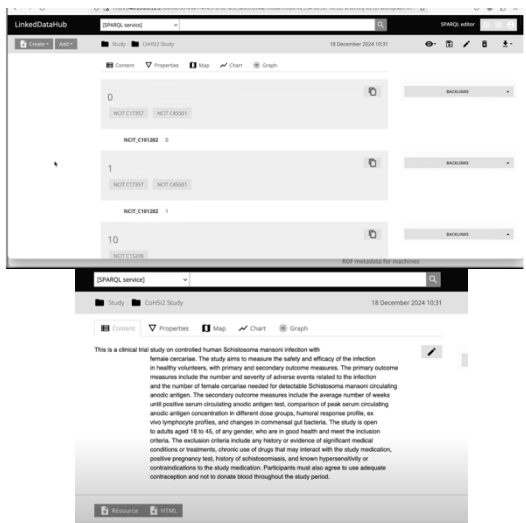 LinkedDataHub
[SPARQL service]
SPARQL editor
Create
Add
Study
CoHSI2 Study
18 December 2024 10:31
Content
Properties
Map
Chart
Graph
0
BACKLINKS
NCIT C17357
NCIT C45501
NCIT_C101282 0
1
BACKLINKS
NCIT C17357
NCIT C45501
NCIT_C101282 1
10
BACKLINKS
NCIT C15206
RDF metadata for machines
[SPARQL service]
Study
CoHSI2 Study
18 December 2024 10:31
Content
Properties
Map
Chart
Graph
This is a clinical trial study on controlled human Schistosoma mansoni infection with
female cercariae. The study aims to measure the safety and efficacy of the infection
in healthy volunteers, with primary and secondary outcome measures. The primary outcome
measures include the number and severity of adverse events related to the infection
and the number of female cercariae needed for detectable Schistosoma mansoni circulating
anodic antigen. The secondary outcome measures include the average number of weeks
until positive serum circulating anodic antigen test, comparison of peak serum circulating
anodic antigen concentration in different dose groups, humoral response profile, ex
vivo lymphocyte profiles, and changes in commensal gut bacteria. The study is open
to adults aged 18 to 45, of any gender, who are in good health and meet the inclusion
criteria. The exclusion criteria include any history or evidence of significant medical
conditions or treatments, chronic use of drugs that may interact with the study medication,
positive pregnancy test, history of schistosomiasis, and known hypersensitivity or
contraindications to the study medication. Participants must also agree to use adequate
contraception and not to donate blood throughout the study period.
Resource
HTML